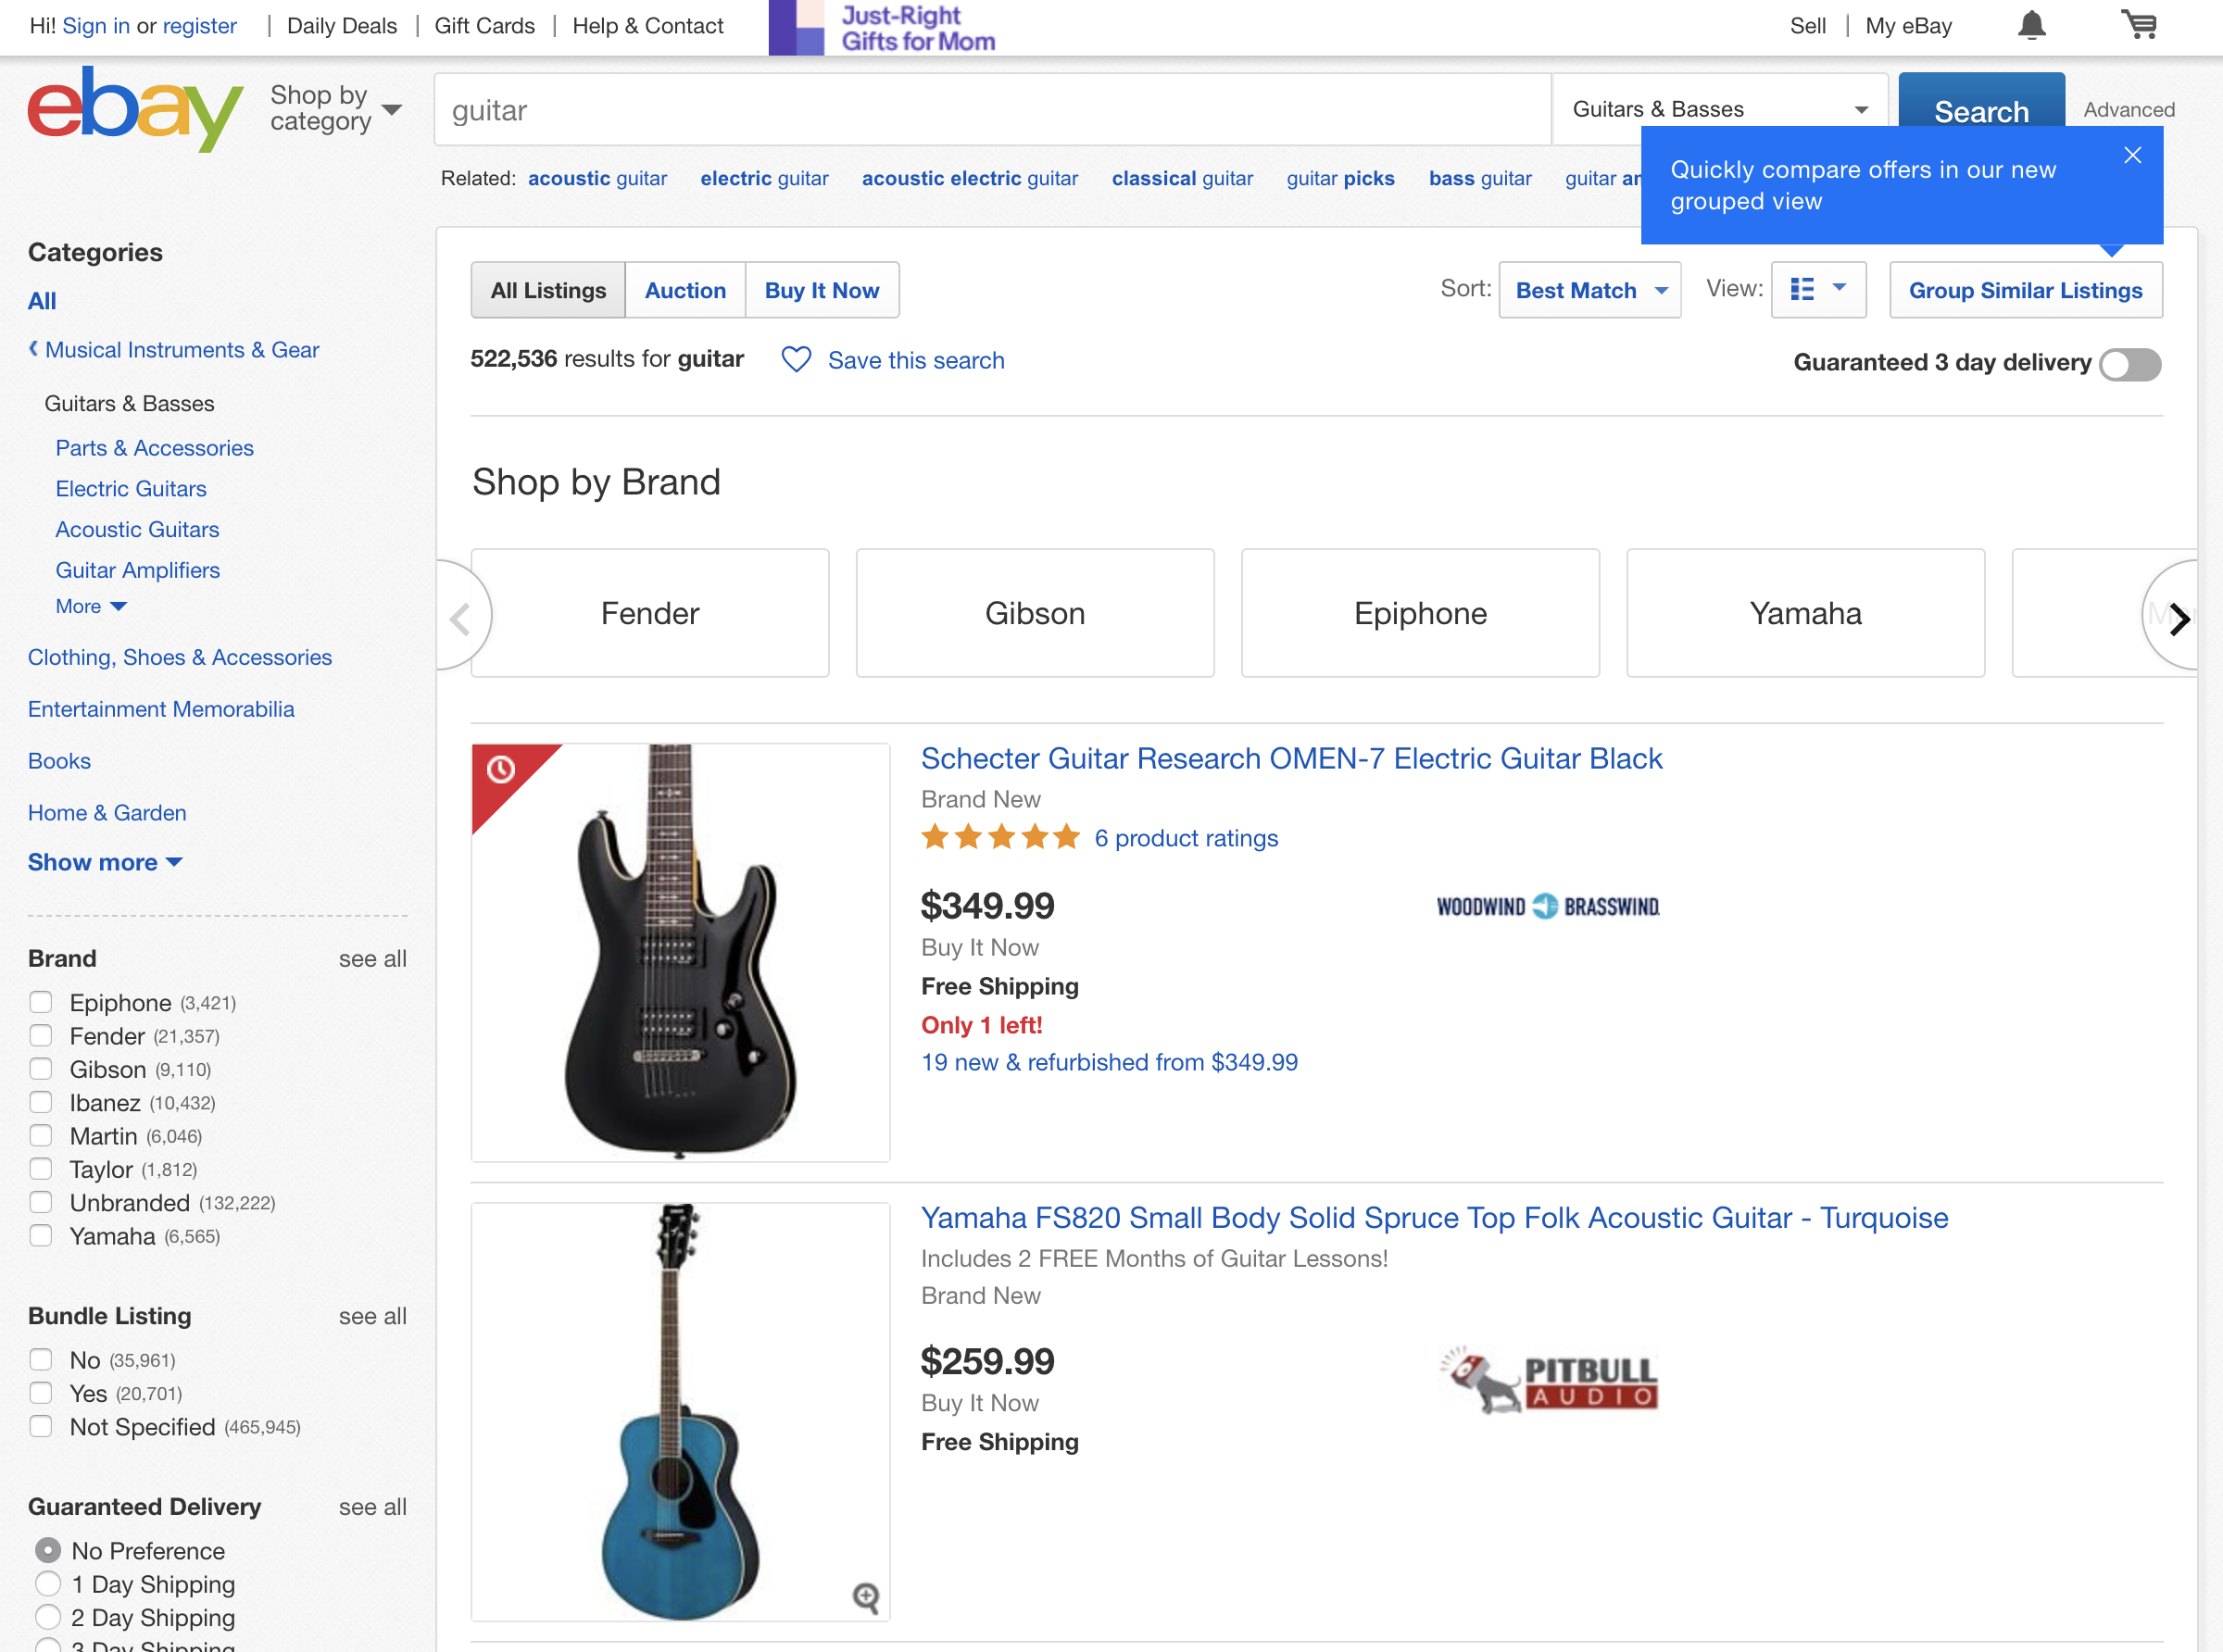 Hi! Sign in or register | Daily Deals | Gift Cards | Help & Contact
Just-Right
Gifts for Mom
Sell | My eBay
ebay
Shop by
category
guitar
Guitars & Basses
Search
Advanced
Related: acoustic guitar electric guitar acoustic electric guitar classical guitar guitar picks bass guitar guitar
Quickly compare offers in our new
grouped view
Categories
All
Musical Instruments & Gear
Guitars & Basses
Parts & Accessories
Electric Guitars
Acoustic Guitars
Guitar Amplifiers
More
Clothing, Shoes & Accessories
Entertainment Memorabilia
Books
Home & Garden
Show more
Brand see all
Epiphone (3,421)
Fender (21,357)
Gibson (9,110)
Ibanez (10,432)
Martin (6,046)
Taylor (1,812)
Unbranded (132,222)
Yamaha (6,565)
Bundle Listing see all
No (35,961)
Yes (20,701)
Not Specified (465,945)
Guaranteed Delivery see all
No Preference
1 Day Shipping
2 Day Shipping
3 Day Shipping
All Listings Auction Buy It Now
Sort: Best Match View: Group Similar Listings
522,536 results for guitar Save this search
Guaranteed 3 day delivery
Shop by Brand
Fender Gibson Epiphone Yamaha
Schecter Guitar Research OMEN-7 Electric Guitar Black
Brand New
6 product ratings
$349.99
WOODWIND BRASSWIND
Buy It Now
Free Shipping
Only 1 left!
19 new & refurbished from $349.99
Yamaha FS820 Small Body Solid Spruce Top Folk Acoustic Guitar - Turquoise
Includes 2 FREE Months of Guitar Lessons!
Brand New
$259.99
PITBULL
AUDIO
Buy It Now
Free Shipping